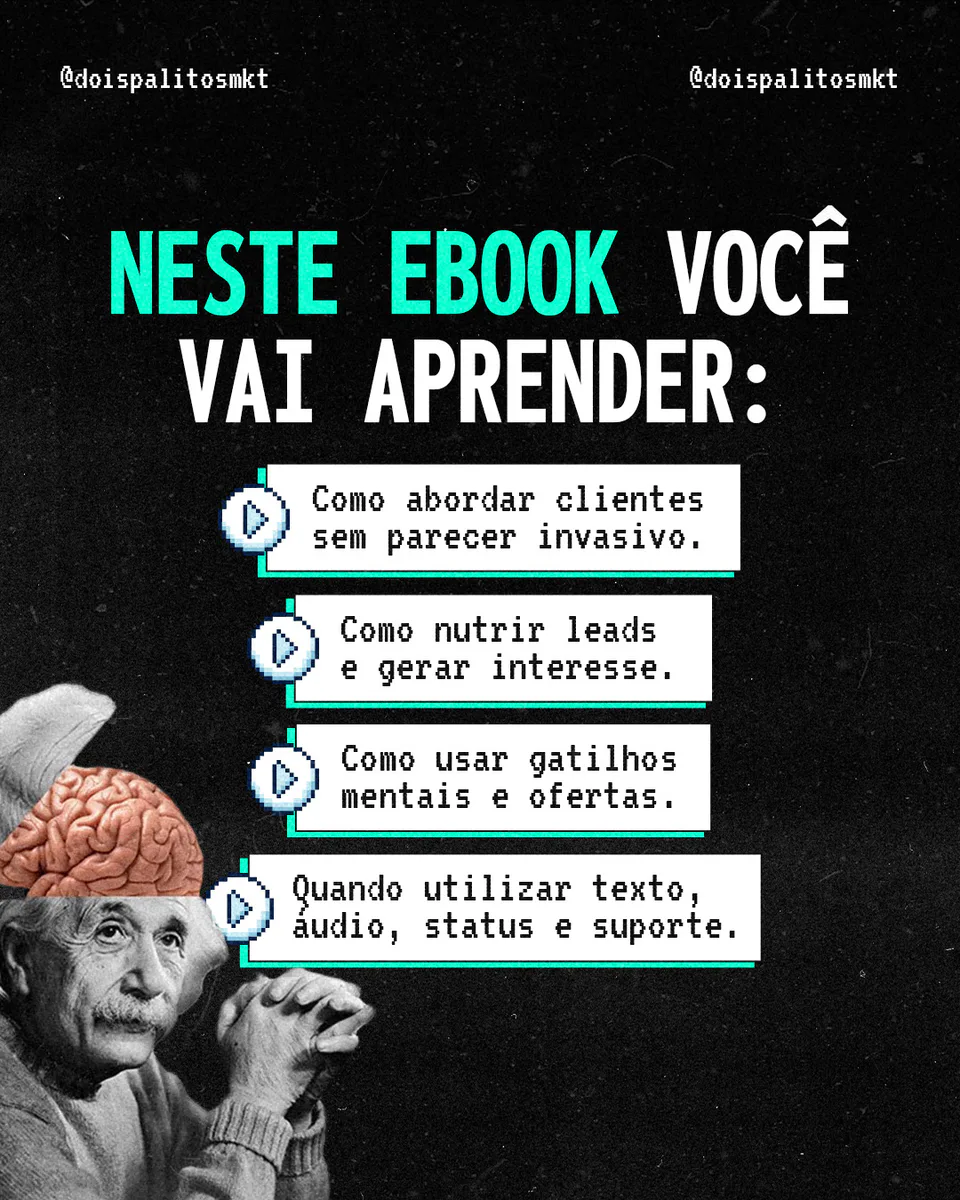 @doispalitosmkt @doispalitosmkt
NESTE EBOOK VOCÊ
VAI APRENDER:
Como abordar clientes
sem parecer invasivo.
Como nutrir leads
e gerar interesse.
Como usar gatilhos
mentais e ofertas.
Quando utilizar texto,
áudio, status e suporte.